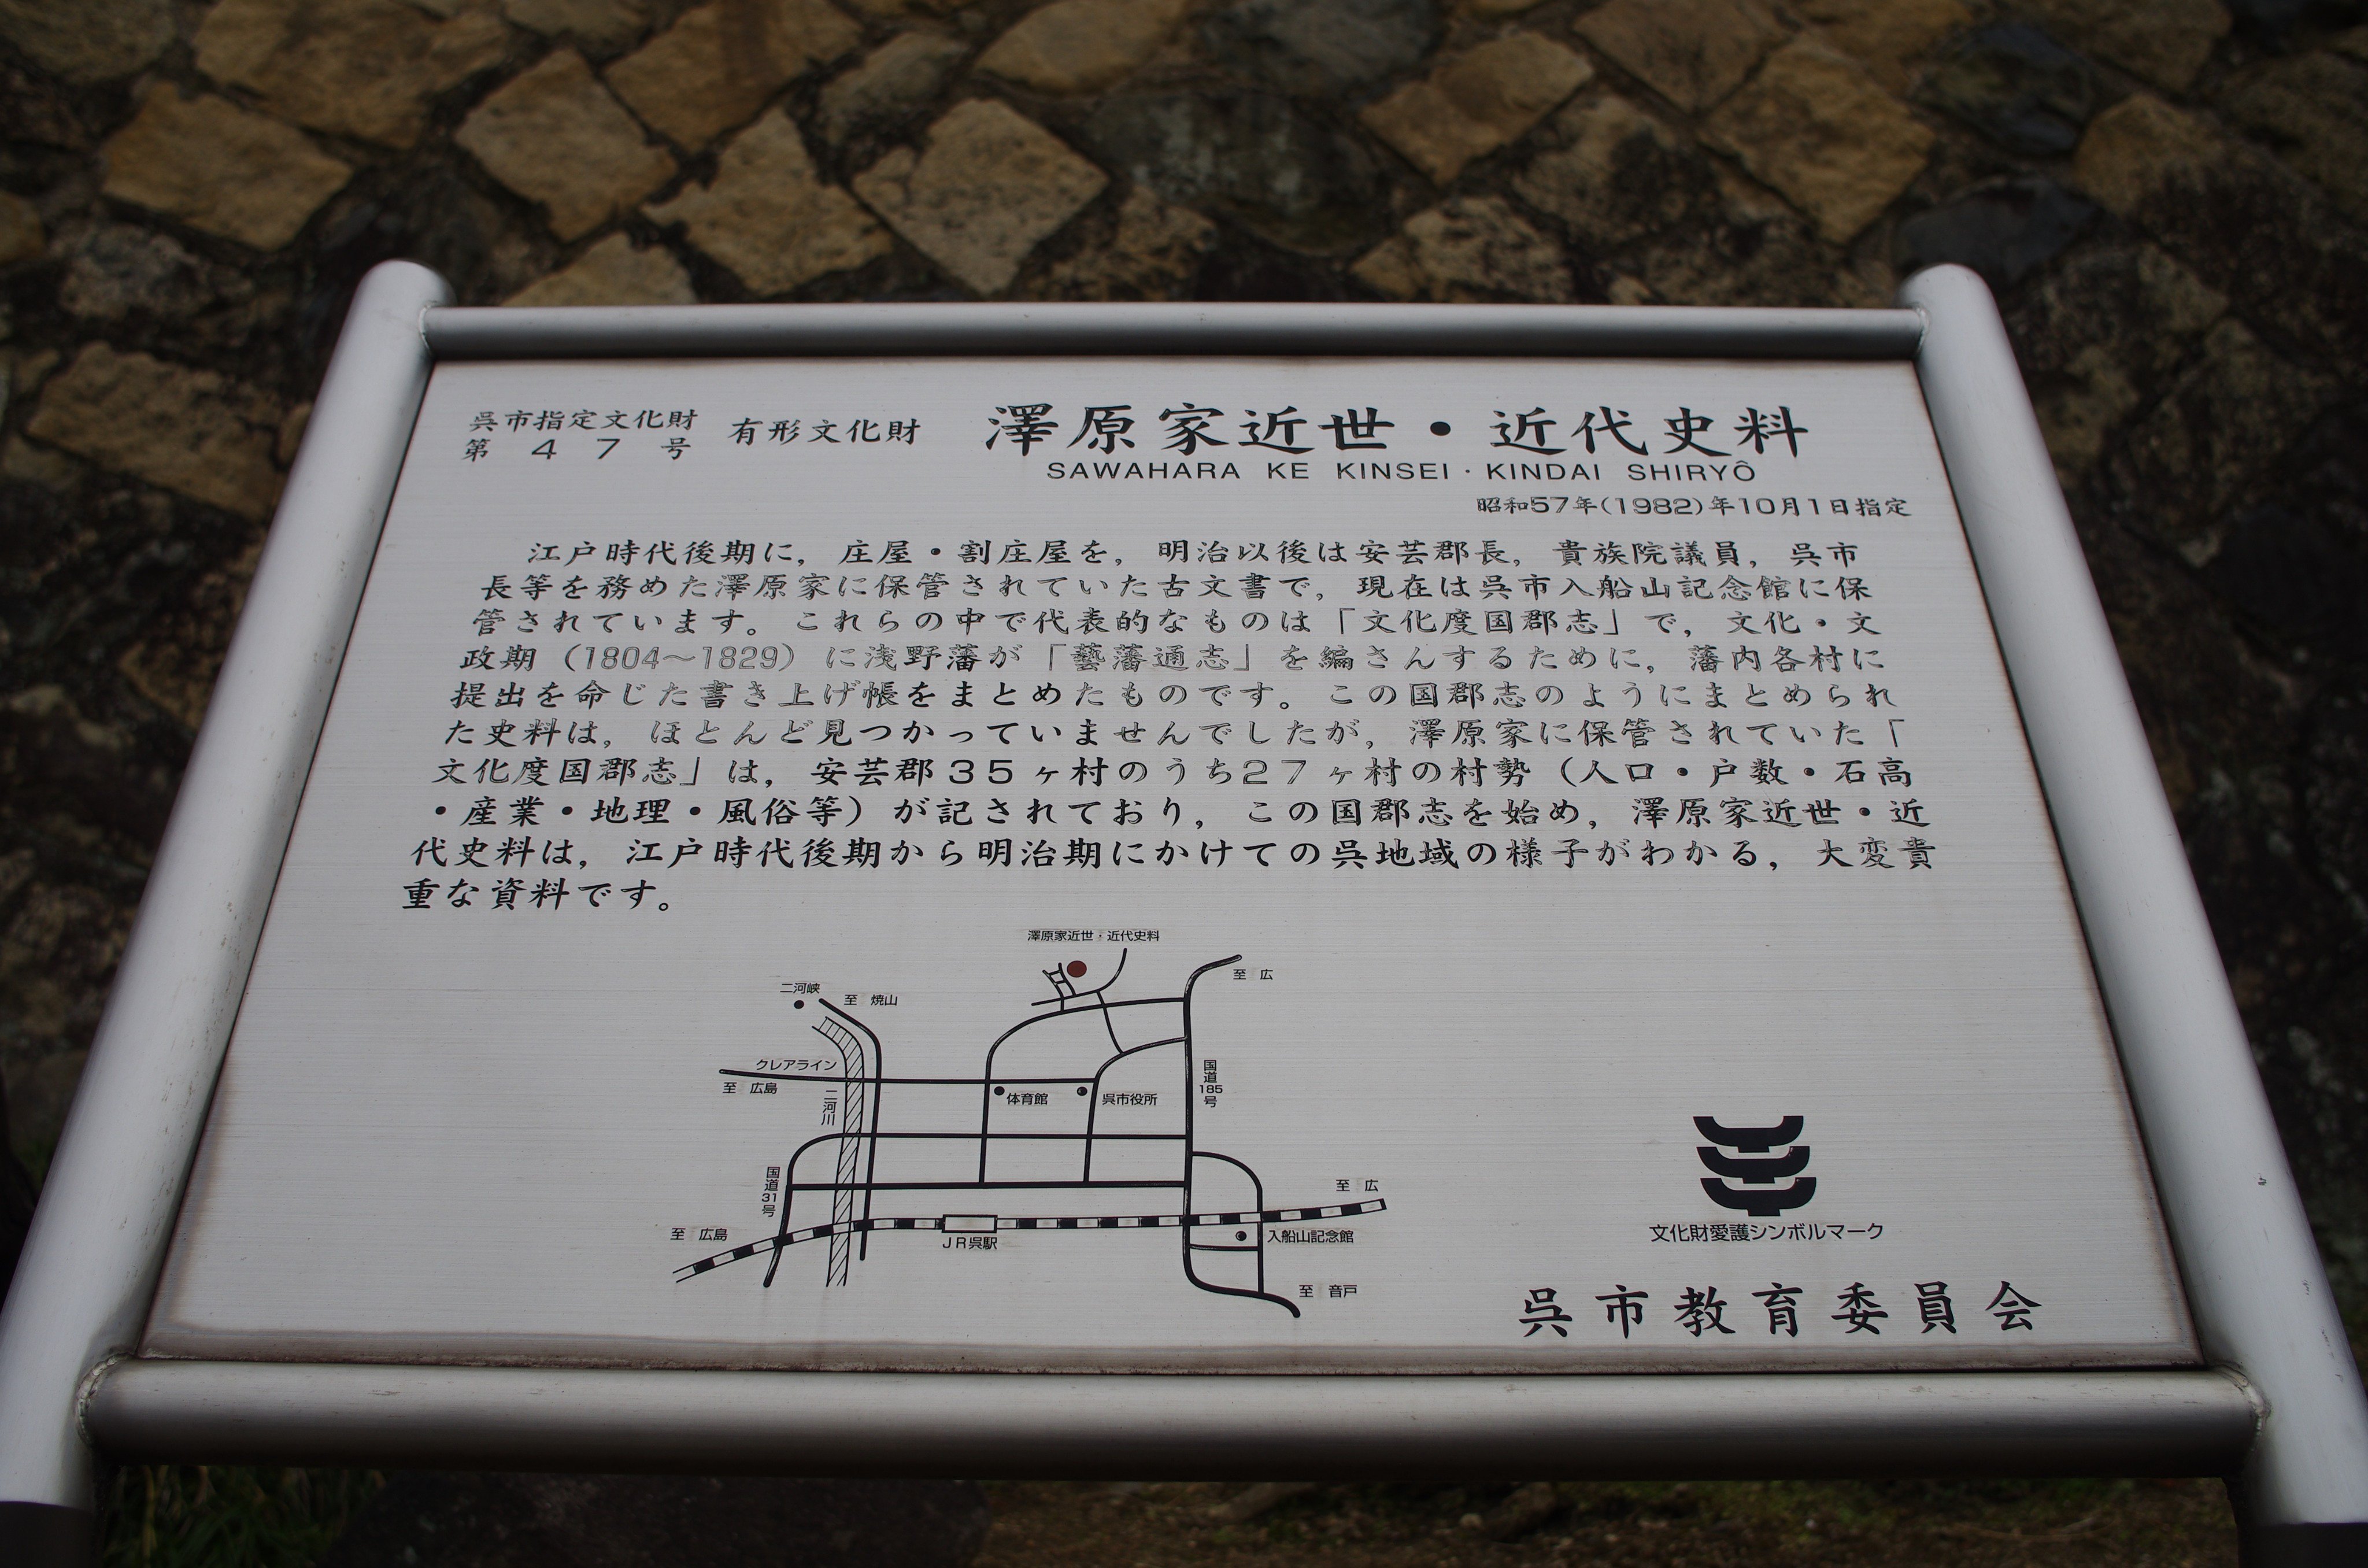 呉市指定文化財
第47号
有形文化財
澤原家近世・近代史料
SAWAHARA KE KINSEI・KINDAI SHIRYÔ
昭和57年(1982)年10月1日指定
江戸時代後期に，庄屋・割庄屋を，明治以後は安芸郡長，貴族院議員，呉市
長等を務めた澤原家に保管されていた古文書で，現在は呉市入船山記念館に保
管されています。これらの中で代表的なものは「文化度国郡志」で，文化・文
政期（1804〜1829）に浅野藩が「藝藩通志」を編さんするために，藩内各村に
提出を命じた書き上げ帳をまとめたものです。この国郡志のようにまとめられ
た史料は，ほとんど見つかっていませんでしたが，澤原家に保管されていた「
文化度国郡志」は，安芸郡35ヶ村のうち27ヶ村の村勢（人口・戸数・石高
・産業・地理・風俗等）が記されており，この国郡志を始め，澤原家近世・近
代史料は，江戸時代後期から明治期にかけての呉地域の様子がわかる，大変貴
重な資料です。
澤原家近世・近代史料
至 広
二河峡
至 焼山
クレアライン
至 広島
二河川
体育館
呉市役所
国道185号
国道31号
至 広島
JR呉駅
至 広
入船山記念館
至 音戸
文化財愛護シンボルマーク
呉市教育委員会